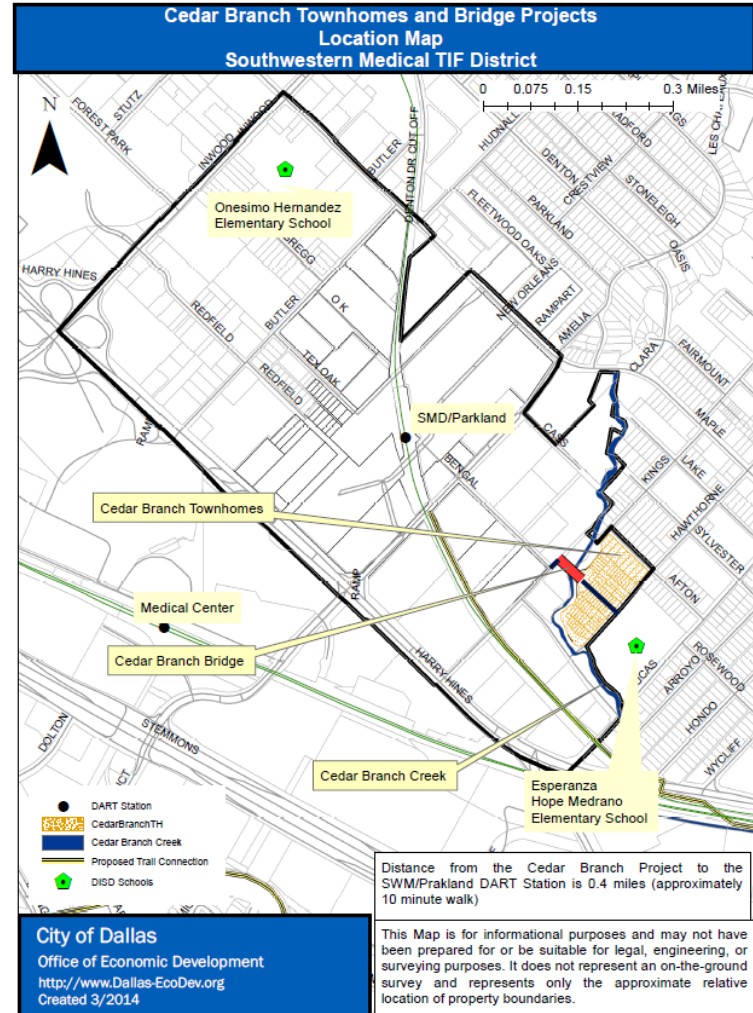 Cedar Branch Townhomes and Bridge Projects
Location Map
Southwestern Medical TIF District
N
0 0.075 0.15 0.3 Miles
STUTZ
FOREST PARK
INWOOD
INWOOD
BUTLER
DENTON DR CUT OFF
HUDNALL
DENTON
CRESTVIEW
STONELEIGH
LES CHATEAUX
PARKLAND
FLEETWOOD OAKS
OASIS
Onesimo Hernandez
Elementary School
GREGG
HARRY HINES
REDFIELD
BUTLER
O K
TEX OAK
REDFIELD
NEW ORLEANS
RAMPART
AMELIA
CLARA
FAIRMOUNT
MAPLE
SMD/Parkland
CASS
KINGS
LAKE
HAWTHORNE
SYLVESTER
RAMP
BENGAL
Cedar Branch Townhomes
AFTON
RAMP
Medical Center
Cedar Branch Bridge
HARRY HINES
UCAS
ARROYO
ROSEWOOD
HONDO
WYCLIFF
DOLTON
STEMMONS
Cedar Branch Creek
Esperanza
Hope Medrano
Elementary School
DART Station
CedarBranchTH
Cedar Branch Creek
Proposed Trail Connection
DISD Schools
Distance from the Cedar Branch Project to the
SWM/Prakland DART Station is 0.4 miles (approximately
10 minute walk)
City of Dallas
Office of Economic Development
http://www.Dallas-EcoDev.org
Created 3/2014
This Map is for informational purposes and may not have
been prepared for or be suitable for legal, engineering, or
surveying purposes. It does not represent an on-the-ground
survey and represents only the approximate relative
location of property boundaries.